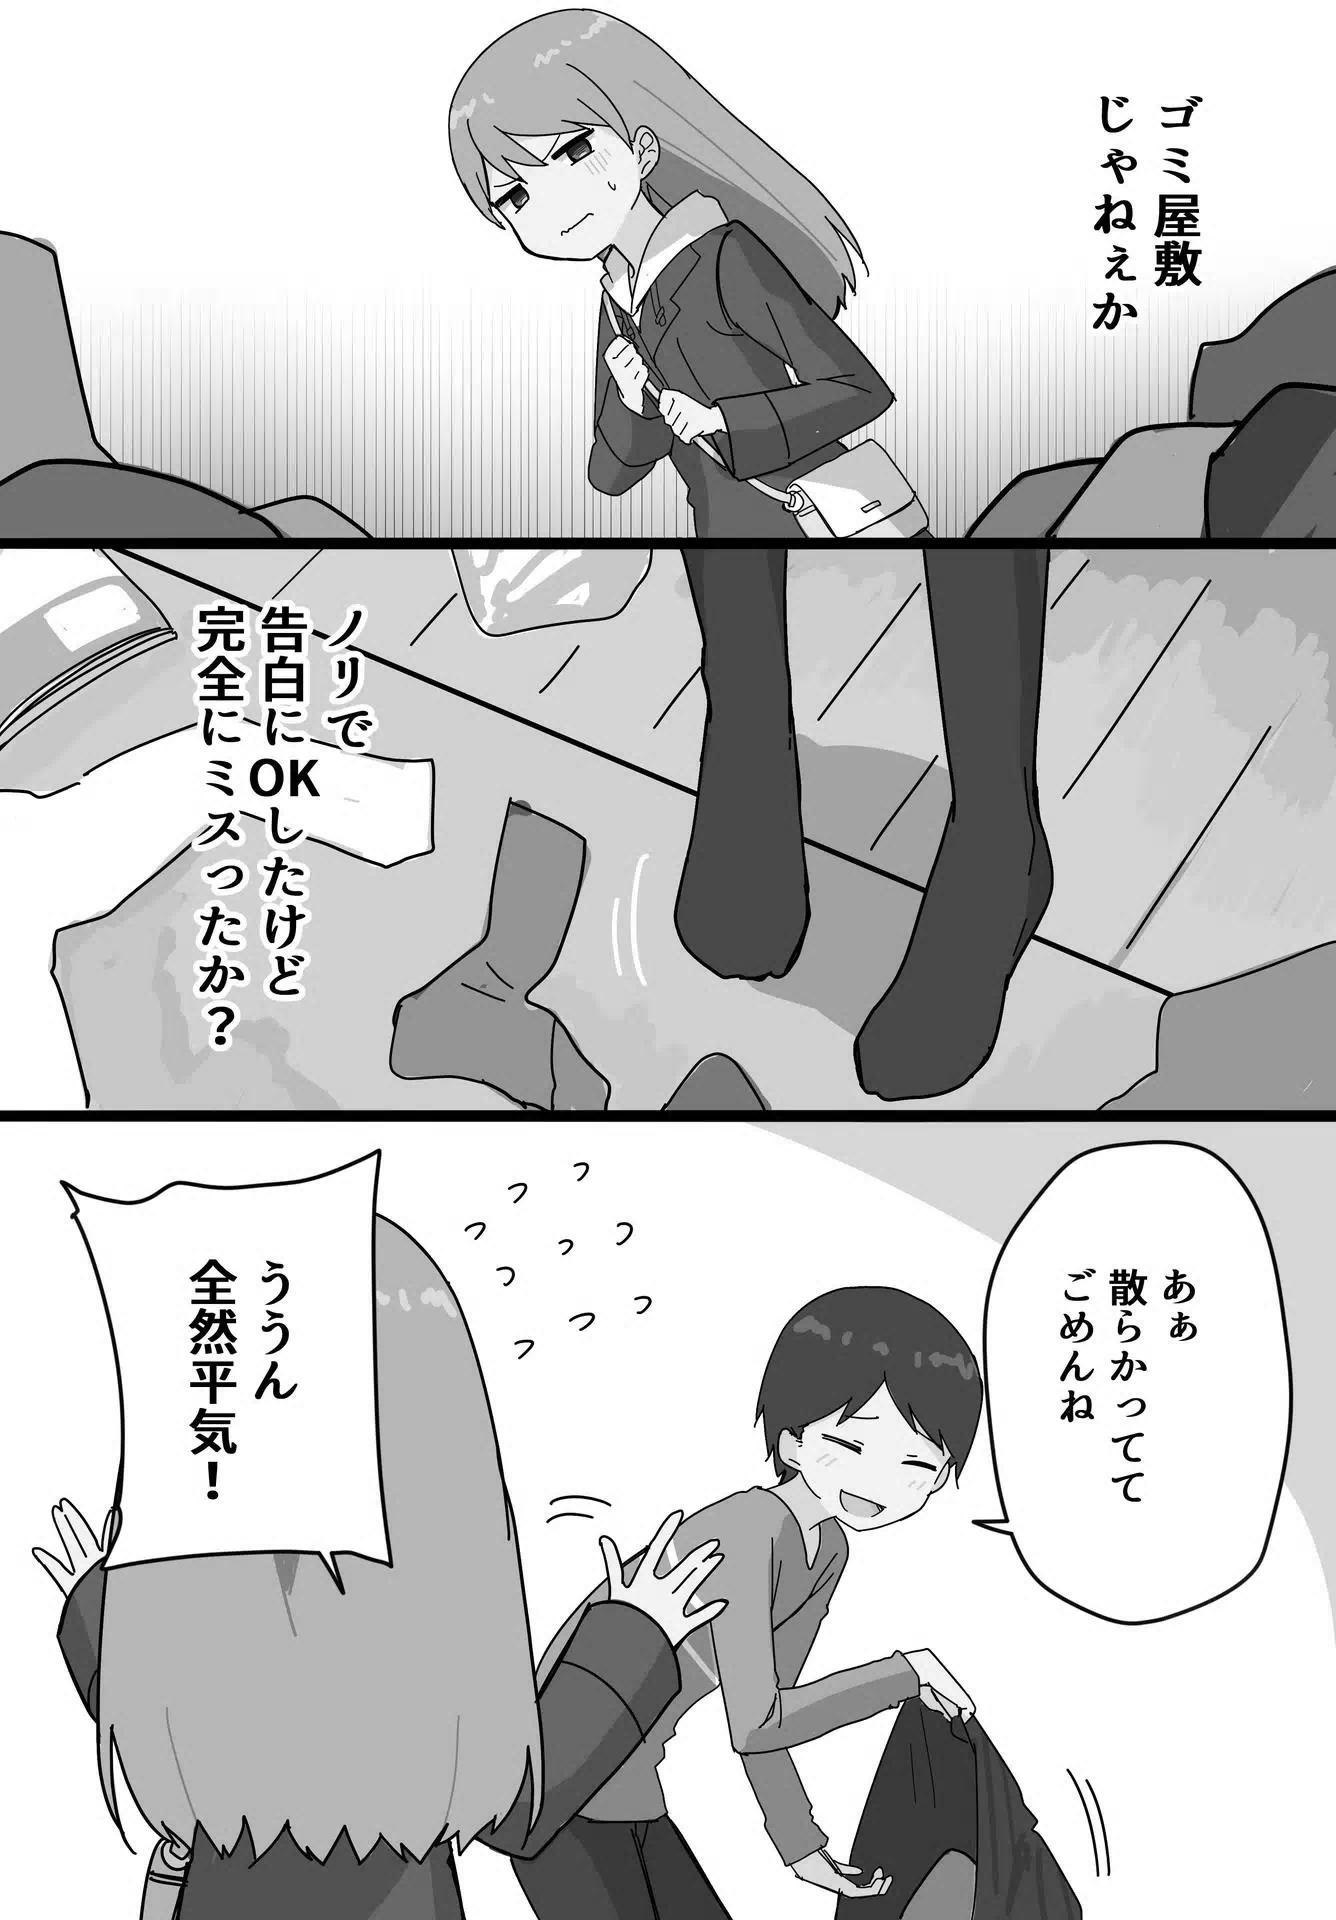 ゴミ屋敷
じゃねぇか
ノリで
告白にOKしたけど
完全にミスったか？
あぁ
散らかってて
ごめんね
ううん
全然平気！